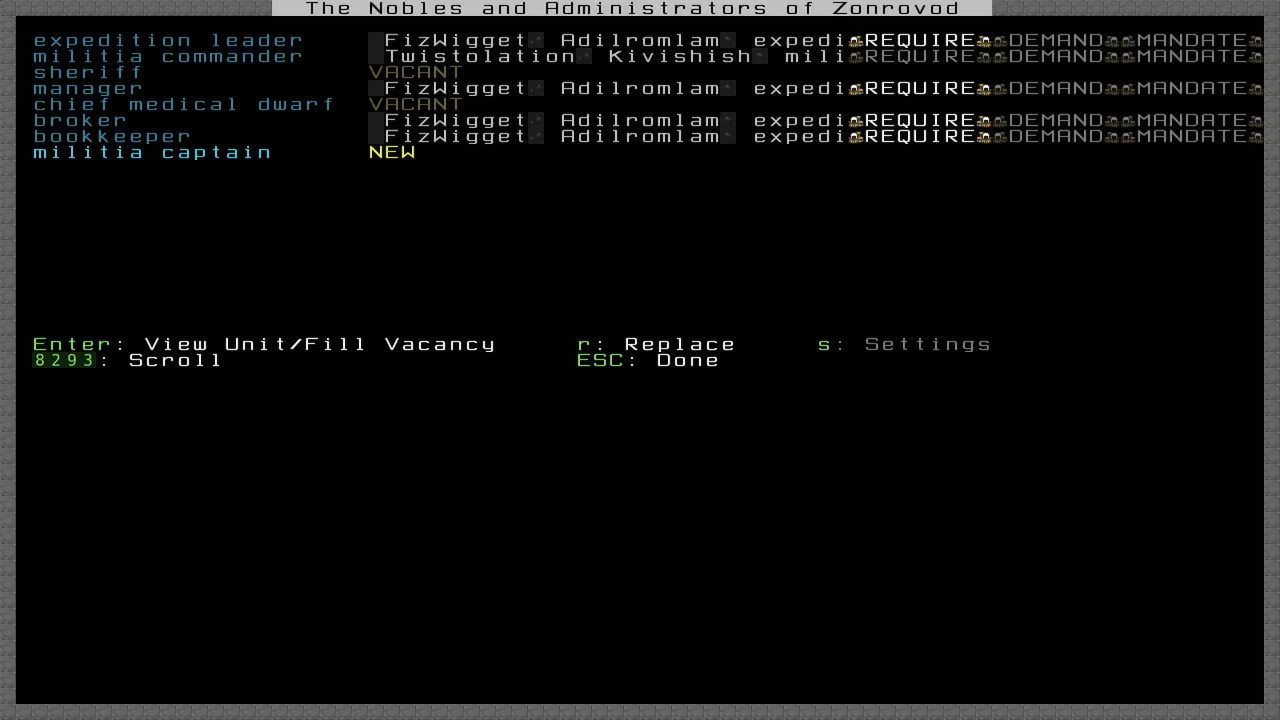 The Nobles and Administrators of Zonrovod
expedition leader FizWigget Adilromlam expedi REQUIRE DEMAND MANDATE
militia commander Twistolation Kivishish mili REQUIRE DEMAND MANDATE
sheriff VACANT
manager FizWigget Adilromlam expedi REQUIRE DEMAND MANDATE
chief medical dwarf VACANT
broker FizWigget Adilromlam expedi REQUIRE DEMAND MANDATE
bookkeeper FizWigget Adilromlam expedi REQUIRE DEMAND MANDATE
militia captain NEW
Enter: View Unit/Fill Vacancy r: Replace s: Settings
8293: Scroll ESC: Done